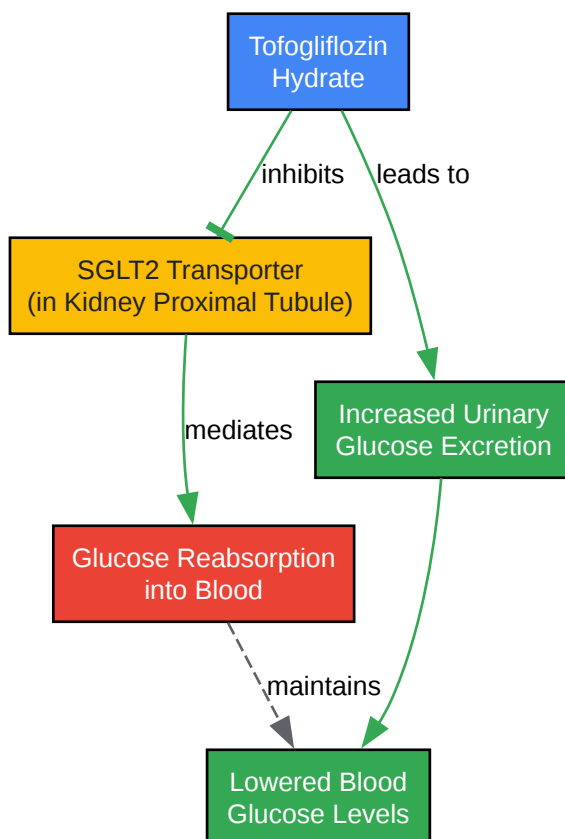 Tofogliflozin
Hydrate
inhibits
leads to
SGLT2 Transporter
(in Kidney Proximal Tubule)
Increased Urinary
Glucose Excretion
mediates
Glucose Reabsorption
into Blood
maintains
Lowered Blood
Glucose Levels